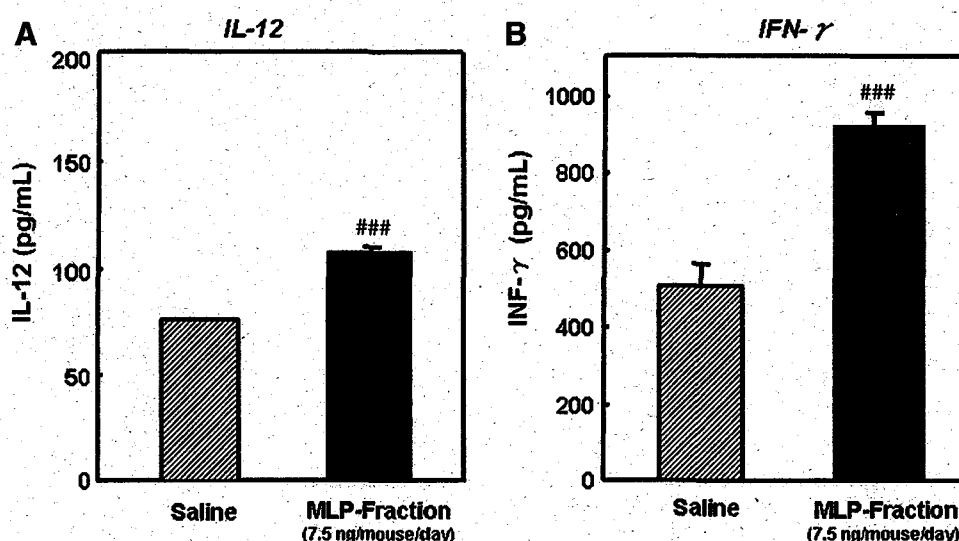 A
IL-12
200
150
100
50
0
IL-12 (pg/mL)
###
Saline
MLP-Fraction
(7.5 ng/mouse/day)
B
IFN-γ
1000
800
600
400
200
0
INF-γ (pg/mL)
###
Saline
MLP-Fraction
(7.5 ng/mouse/day)